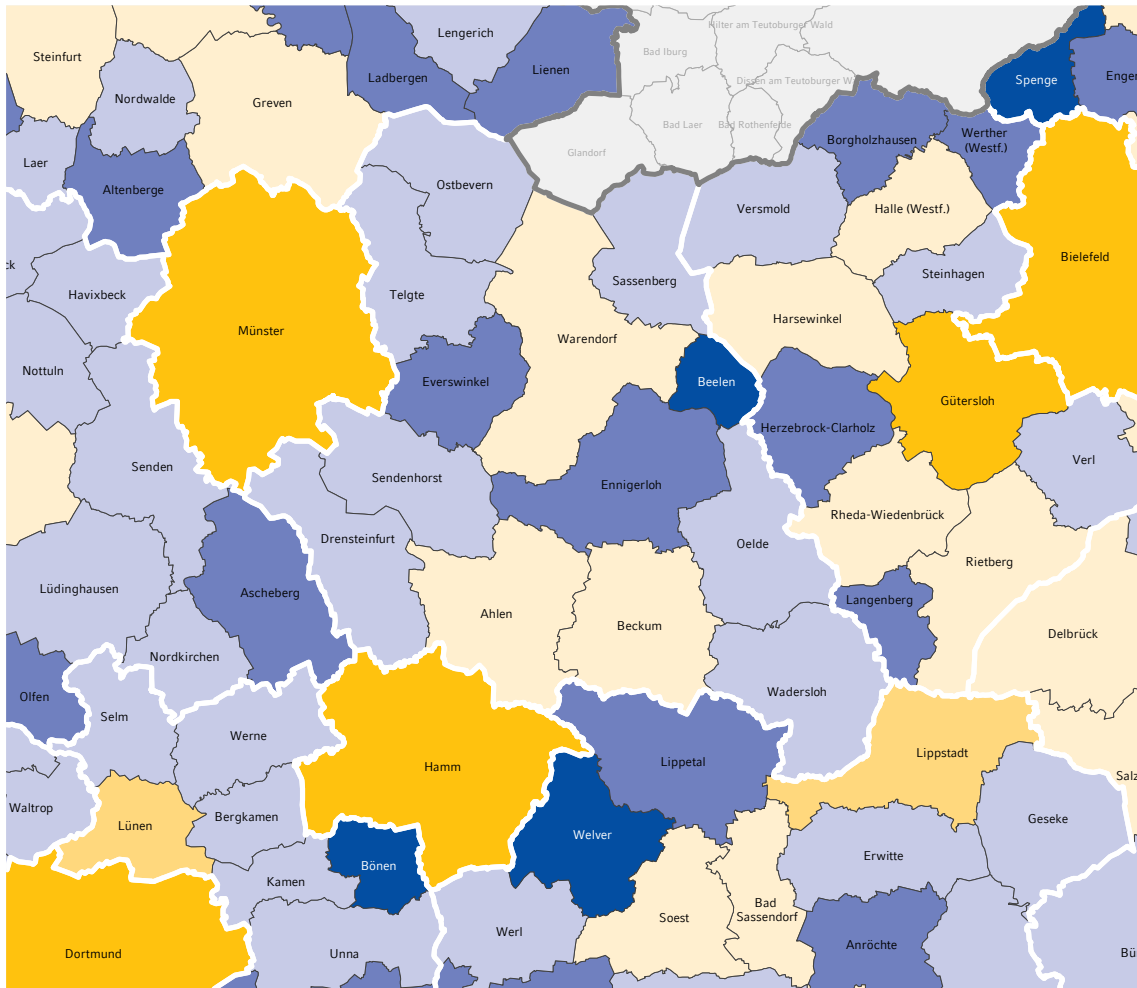 Steinfurt
Lengerich
Hilter am Teutoburger Wald
Bad Iburg
Ladbergen
Lienen
Dissen am Teutoburger W
Spenge
Enger
Nordwalde
Greven
Bad Laer
Bad Rothenfelde
Glandorf
Borgholzhausen
Werther
(Westf.)
Laer
Altenberge
Ostbevern
Versmold
Halle (Westf.)
Bielefeld
ck
Havixbeck
Telgte
Sassenberg
Steinhagen
Münster
Warendorf
Harsewinkel
Nottuln
Everswinkel
Beelen
Gütersloh
Herzebrock-Clarholz
Senden
Sendenhorst
Ennigerloh
Verl
Drensteinfurt
Oelde
Rheda-Wiedenbrück
Rietberg
Lüdinghausen
Ascheberg
Ahlen
Beckum
Langenberg
Delbrück
Nordkirchen
Olfen
Selm
Wadersloh
Werne
Hamm
Lippetal
Lippstadt
Salz
Waltrop
Lünen
Bergkamen
Welver
Geseke
Bönen
Erwitte
Kamen
Soest
Bad
Sassendorf
Werl
Dortmund
Unna
Anröchte
Bü